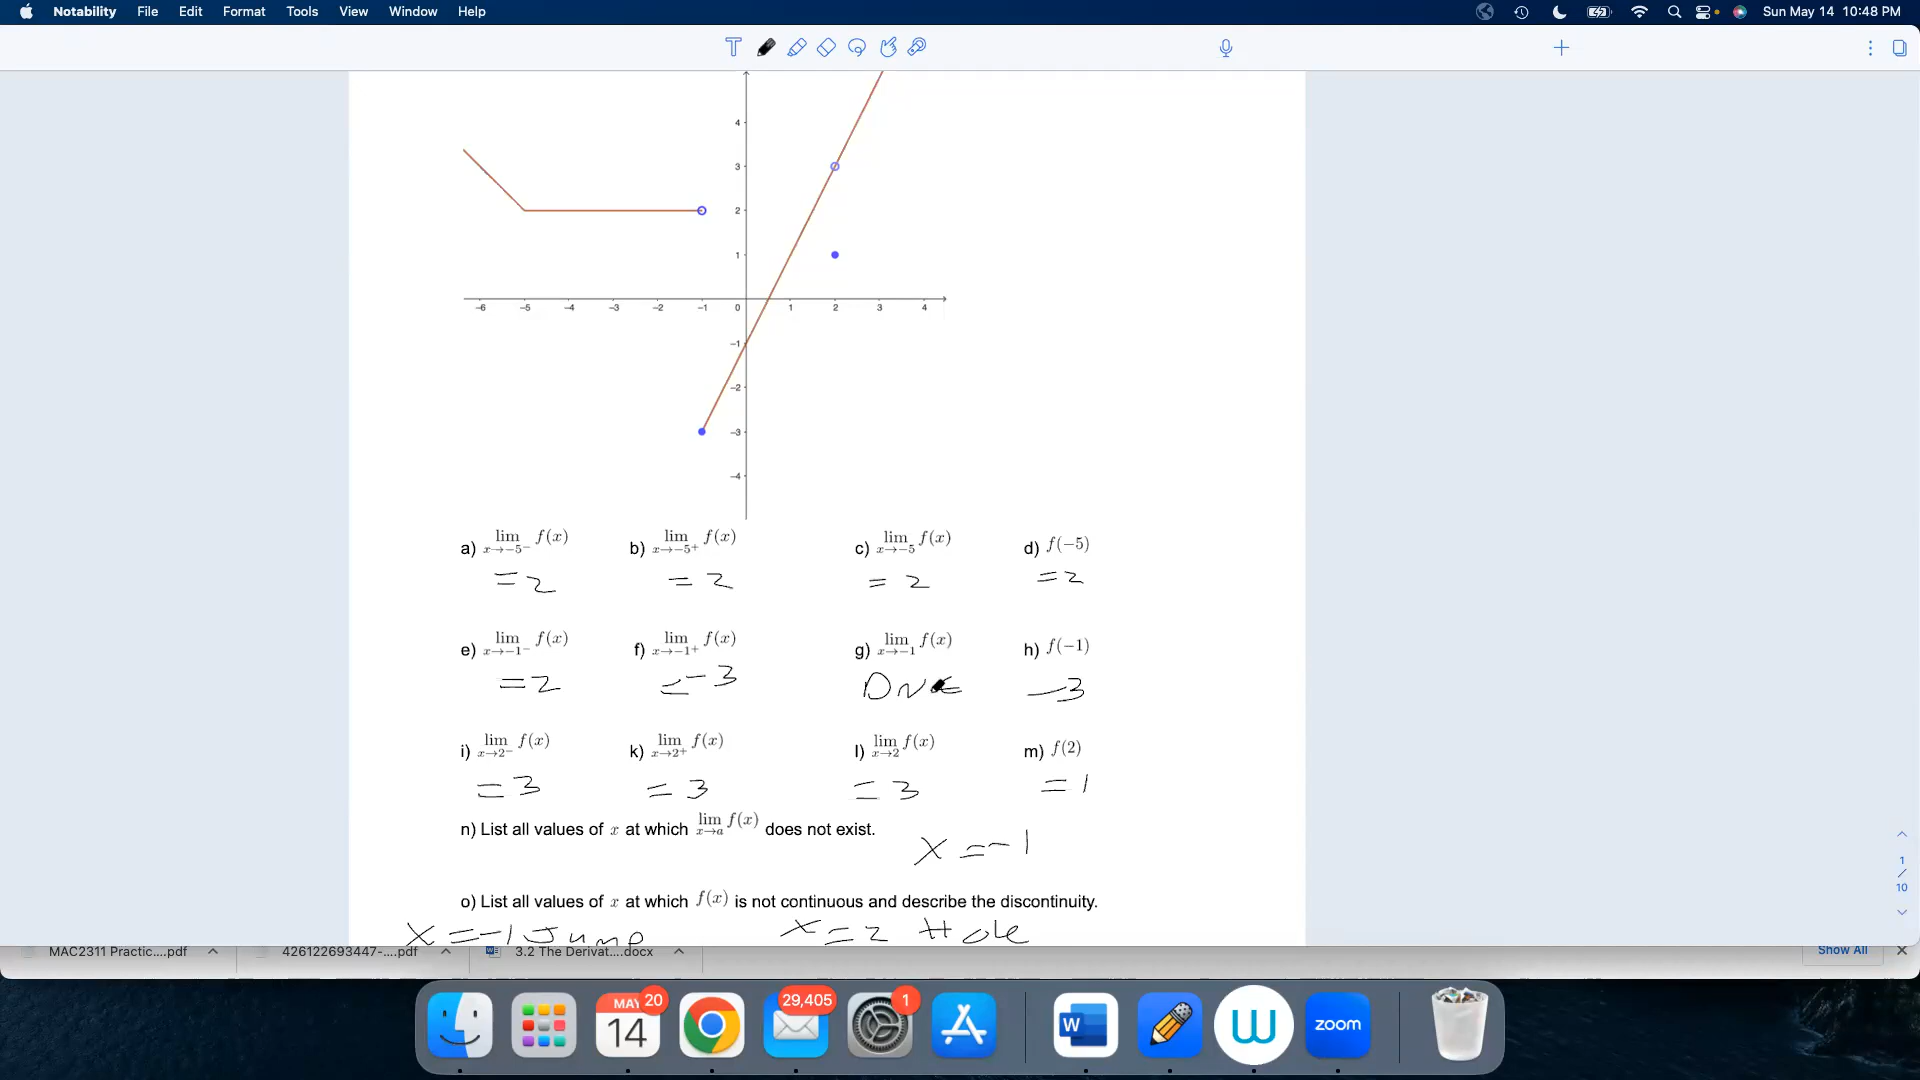 Notability File Edit Format Tools View Window Help Sun May 14 10:48 PM
4
3
2
1
-6 -5 -4 -3 -2 -1 0 1 2 3 4
-1
-2
-3
-4
a) lim x→-5⁻ f(x) b) lim x→-5⁺ f(x) c) lim x→-5 f(x) d) f(-5)
= 2 = 2 = 2 = 2
e) lim x→-1⁻ f(x) f) lim x→-1⁺ f(x) g) lim x→-1 f(x) h) f(-1)
= 2 = -3 DNE -3
i) lim x→2⁻ f(x) k) lim x→2⁺ f(x) l) lim x→2 f(x) m) f(2)
= 3 = 3 = 3 = 1
n) List all values of x at which lim x→a f(x) does not exist.
x = -1
o) List all values of x at which f(x) is not continuous and describe the discontinuity.
x = -1 Jump x = 2 Hole
1
/
10
MAC2311 Practic....pdf 426122693447-....pdf 3.2 The Derivat....docx Show All
MAY 20 29,405 1
14 W W zoom